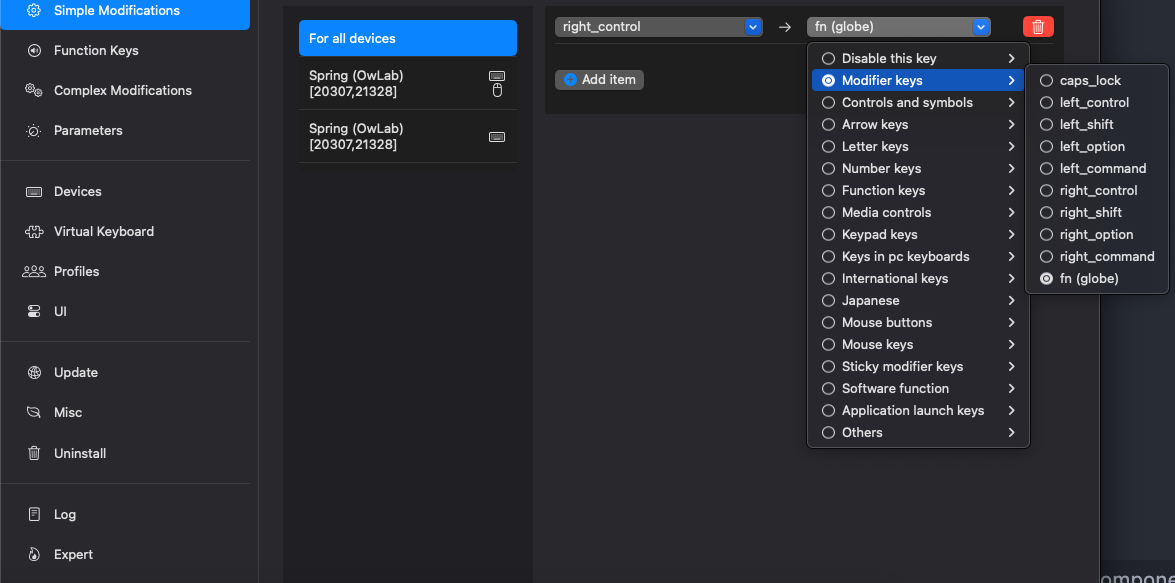 Simple Modifications
Function Keys
Complex Modifications
Parameters
Devices
Virtual Keyboard
Profiles
UI
Update
Misc
Uninstall
Log
Expert
For all devices
Spring (OwLab)
[20307,21328]
Spring (OwLab)
[20307,21328]
right_control
fn (globe)
Add item
Disable this key
Modifier keys
Controls and symbols
Arrow keys
Letter keys
Number keys
Function keys
Media controls
Keypad keys
Keys in pc keyboards
International keys
Japanese
Mouse buttons
Mouse keys
Sticky modifier keys
Software function
Application launch keys
Others
caps_lock
left_control
left_shift
left_option
left_command
right_control
right_shift
right_option
right_command
fn (globe)